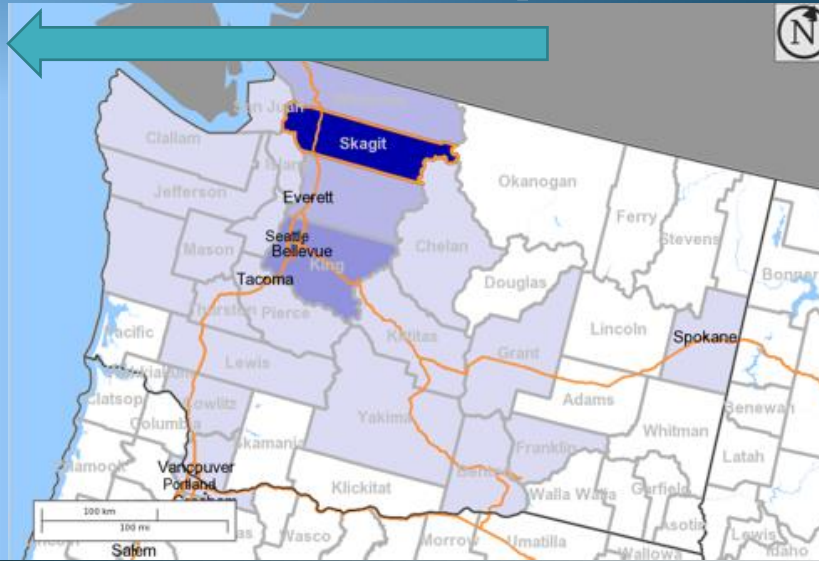 N
San Juan
Skagit
Clallam
Island
Okanogan
Jefferson
Everett
Ferry
Stevens
Seattle
Bellevue
King
Mason
Chelan
Bonner
Tacoma
Douglas
Thurston
Pierce
Pacific
Kittitas
Lincoln
Spokane
Lewis
Grant
Clatsop
Cowlitz
Adams
Benewah
Columbia
Yakima
Whitman
Skamania
Franklin
Latah
Vancouver
Portland
Benton
Klickitat
Walla Walla
Garfield
Gresham
Asotin
100 km
100 mi
Wasco
Morrow
Umatilla
Lewis
Idaho
Salem
Wallowa